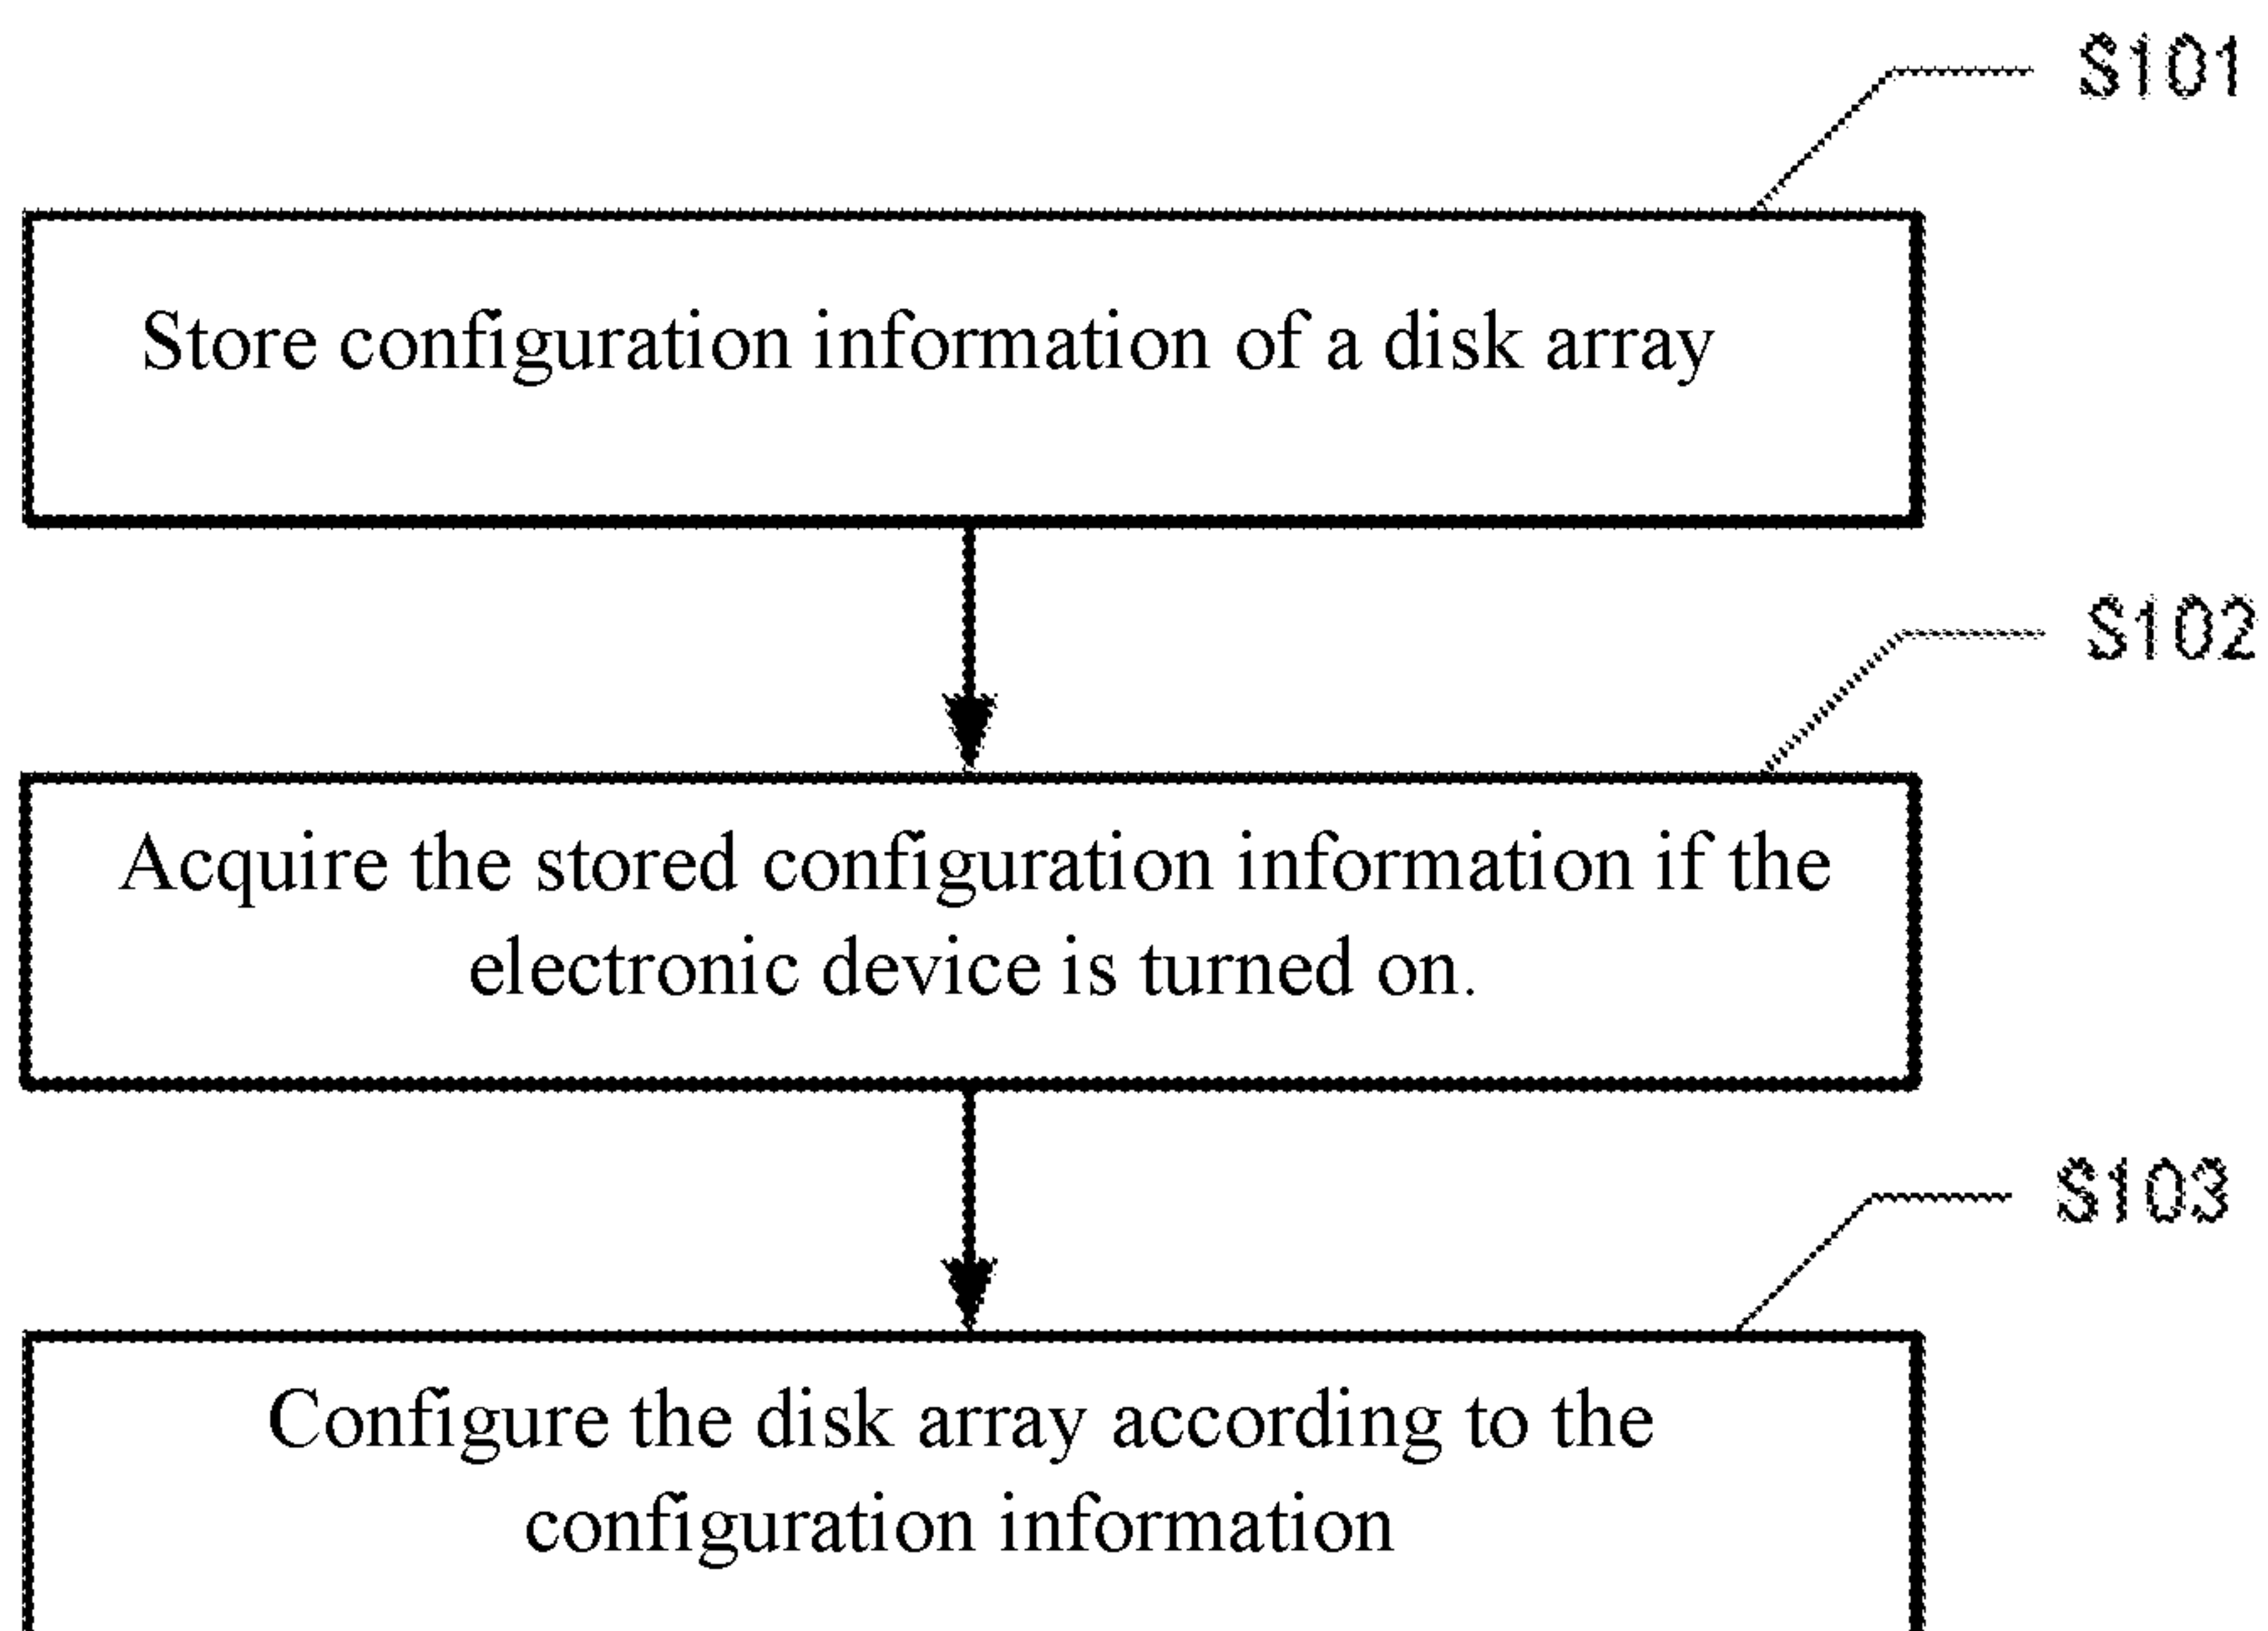 S101
Store configuration information of a disk array
S102
Acquire the stored configuration information if the
electronic device is turned on.
S103
Configure the disk array according to the
configuration information